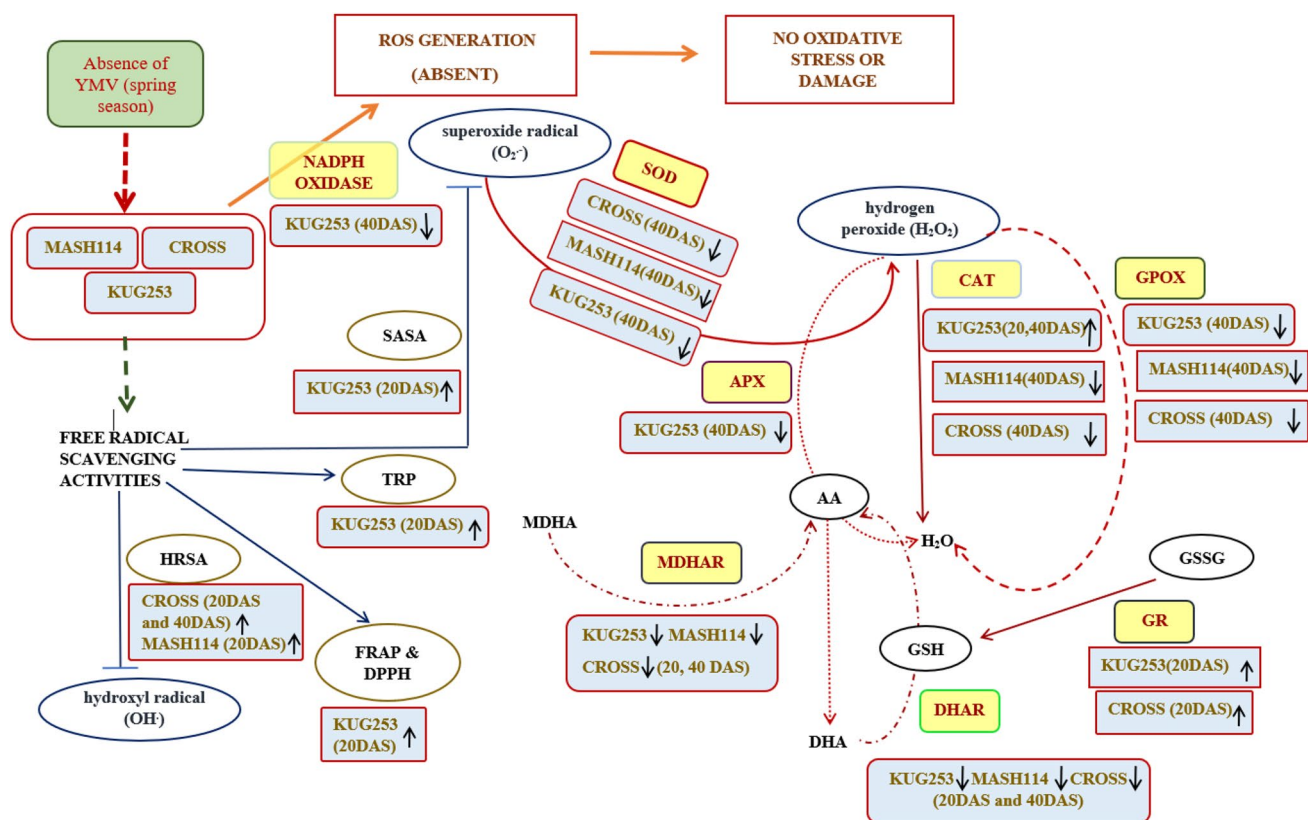 Absence of
YMV (spring
season)
ROS GENERATION
(ABSENT)
NO OXIDATIVE
STRESS OR
DAMAGE
superoxide radical
(O₂·-)
NADPH
OXIDASE
KUG253 (40DAS)
MASH114
CROSS
KUG253
SOD
CROSS (40DAS)
MASH114(40DAS)
KUG253 (40DAS)
hydrogen
peroxide (H₂O₂)
CAT
KUG253(20,40DAS)
MASH114(40DAS)
CROSS (40DAS)
GPOX
KUG253 (40DAS)
MASH114(40DAS)
CROSS (40DAS)
SASA
KUG253 (20DAS)
APX
KUG253 (40DAS)
FREE RADICAL
SCAVENGING
ACTIVITIES
TRP
KUG253 (20DAS)
AA
MDHA
H₂O
MDHAR
GSSG
HRSA
CROSS (20DAS
and 40DAS)
MASH114 (20DAS)
FRAP &
DPPH
KUG253
(20DAS)
KUG253 MASH114
CROSS (20, 40 DAS)
GSH
GR
KUG253(20DAS)
CROSS (20DAS)
hydroxyl radical
(OH·)
DHAR
DHA
KUG253 MASH114 CROSS
(20DAS and 40DAS)